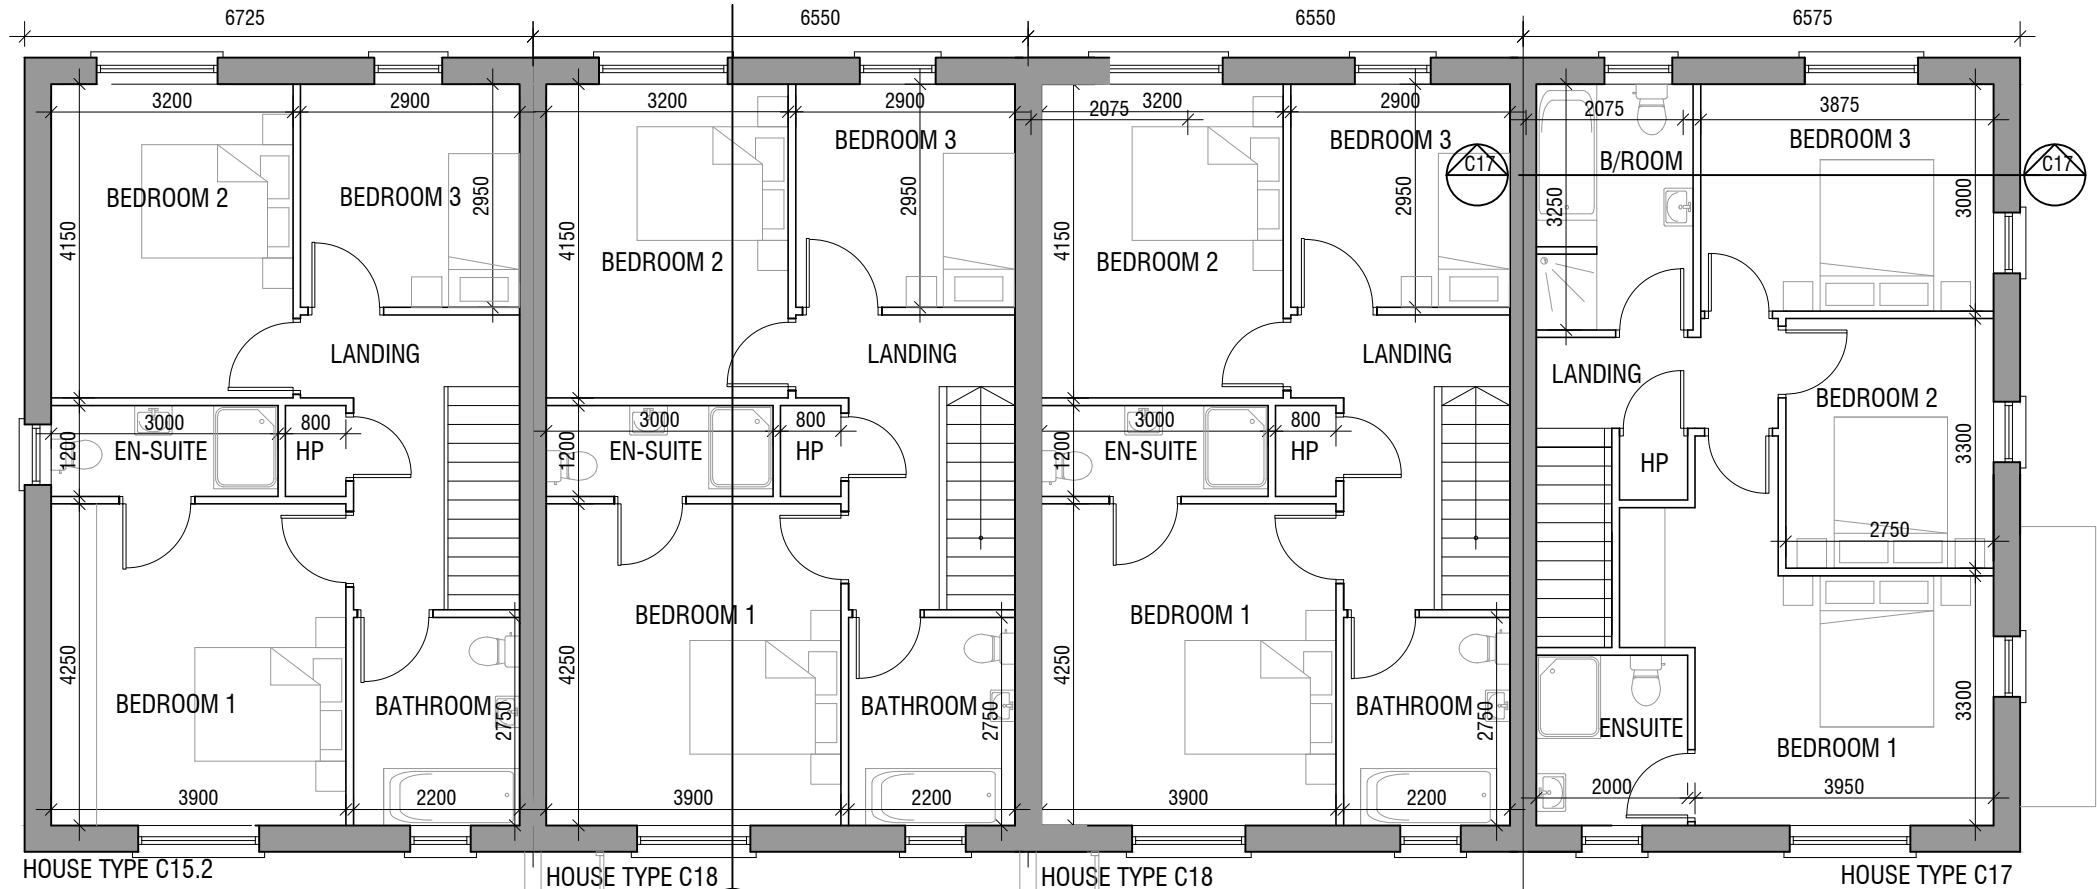 6725 6550 6550 6575
3200 2900 3200 2900 2075 3200 2900 2075 3875
BEDROOM 3 BEDROOM 3 BEDROOM 3
C17 B/ROOM C17
BEDROOM 2 BEDROOM 3
2950 2950 2950 3250 3000
4150 4150 4150
BEDROOM 2 BEDROOM 2
LANDING LANDING LANDING LANDING
BEDROOM 2
3000 800 3000 800 3000 800
1200 EN-SUITE HP 1200 EN-SUITE HP 1200 EN-SUITE HP
HP 3300
2750
BEDROOM 1 BEDROOM 1
4250 4250 4250
BEDROOM 1 BATHROOM BATHROOM BATHROOM
2750 2750 2750 3300
ENSUITE
BEDROOM 1
3900 2200 3900 2200 3900 2200 2000 3950
HOUSE TYPE C15.2 HOUSE TYPE C18 HOUSE TYPE C18 HOUSE TYPE C17